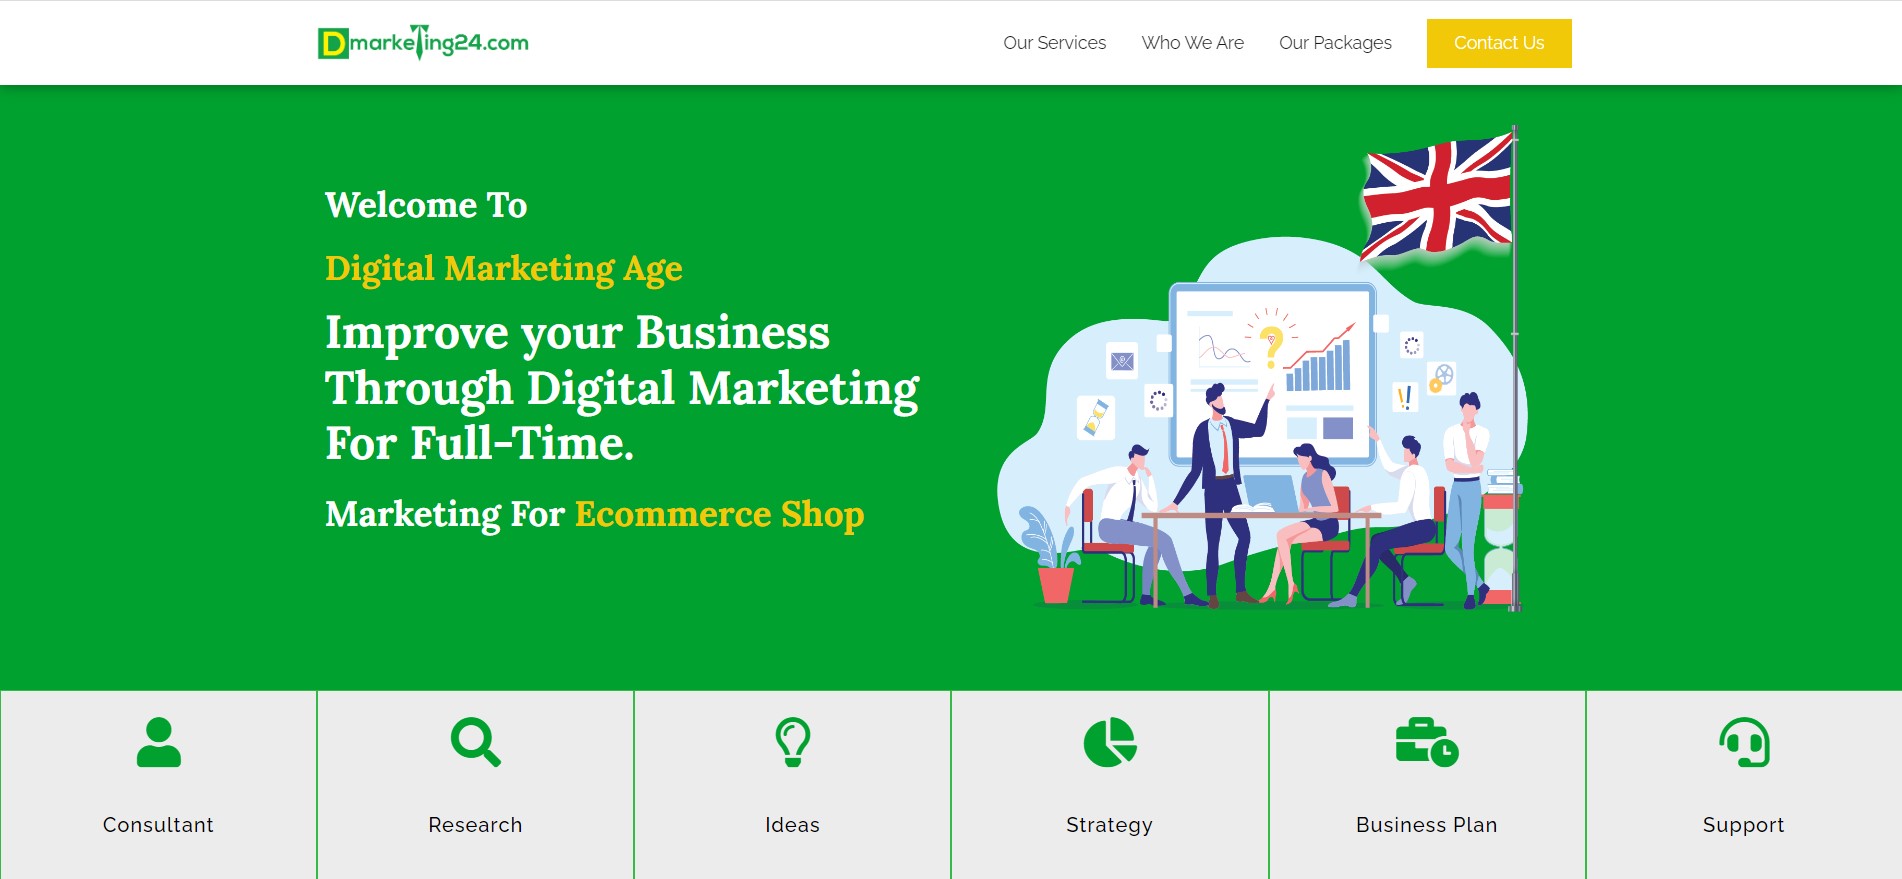 Dmarketing24.com
Our Services
Who We Are
Our Packages
Contact Us
Welcome To
Digital Marketing Age
Improve your Business
Through Digital Marketing
For Full-Time.
Marketing For Ecommerce Shop
?
!!
Consultant
Research
Ideas
Strategy
Business Plan
Support